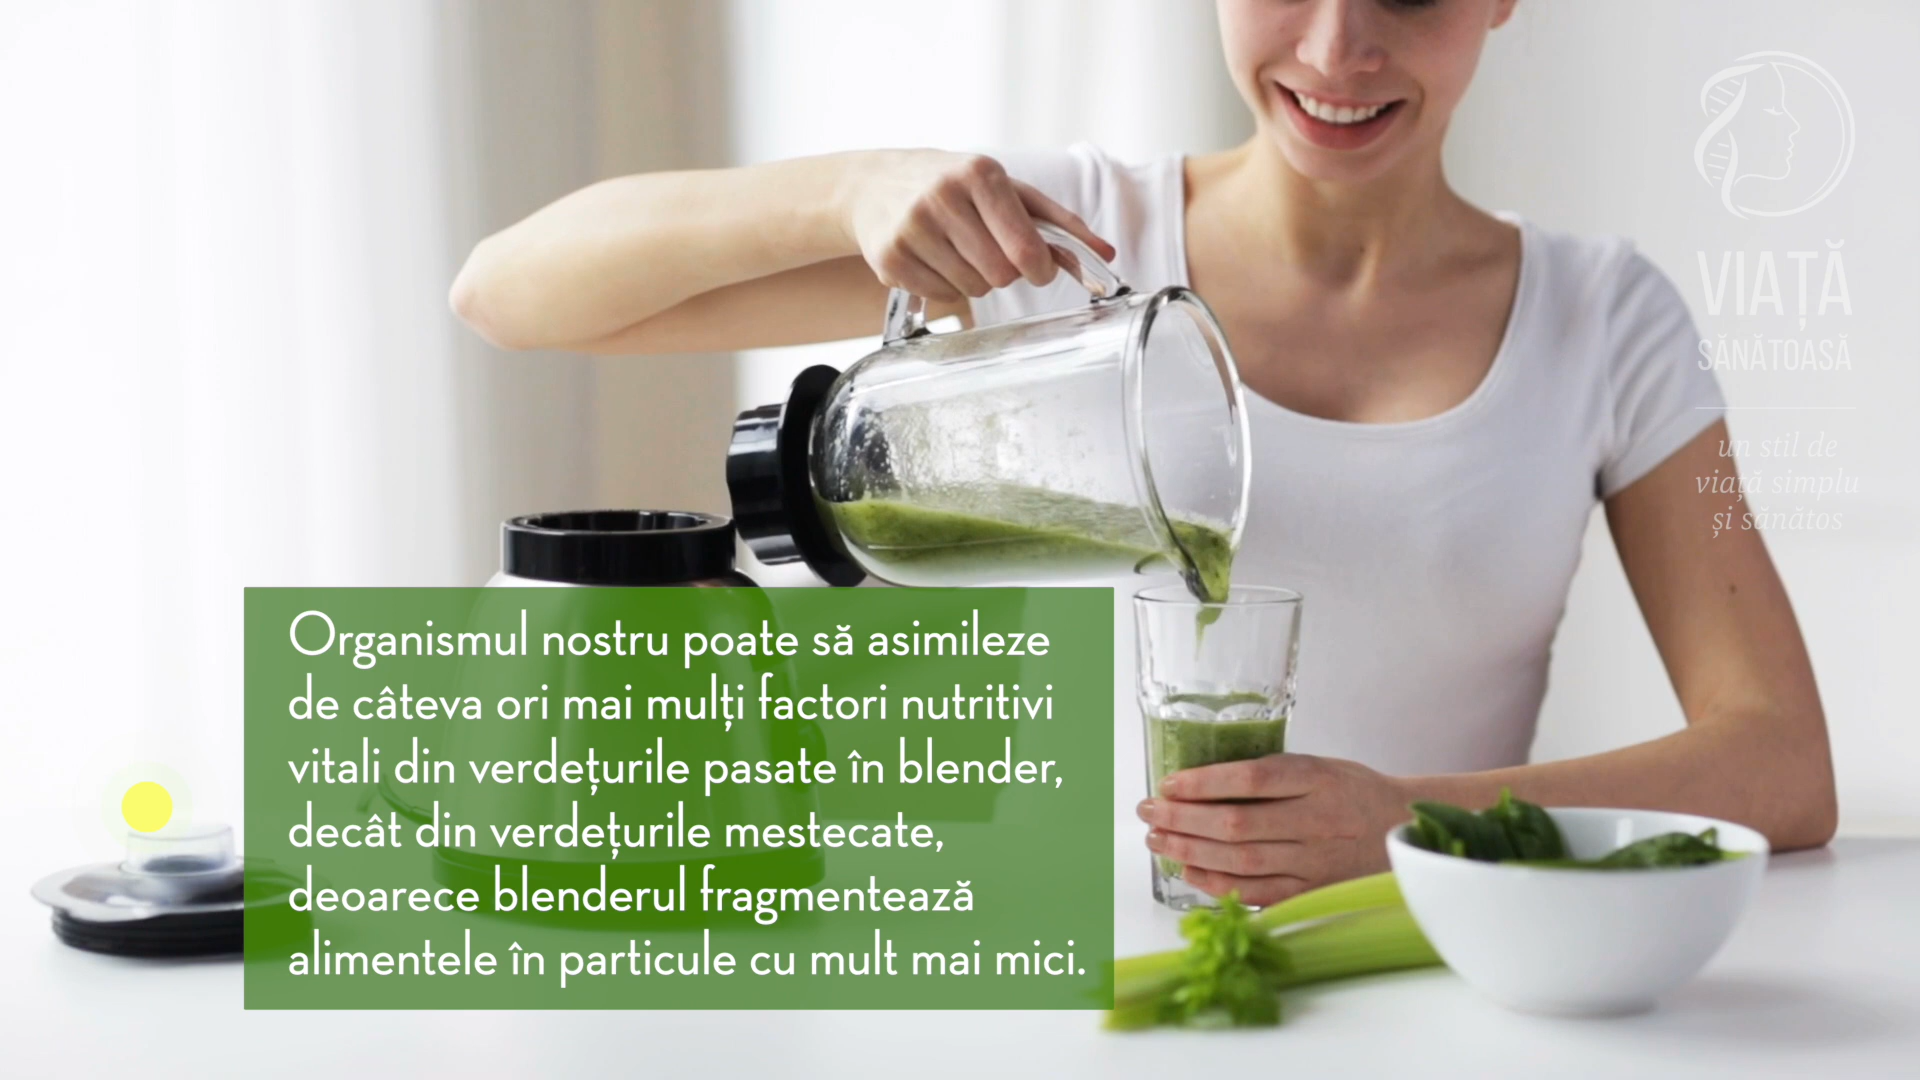 VIAȚĂ
SĂNĂTOASĂ
un stil de
viață simplu
și sănătos
Organismul nostru poate să asimileze
de câteva ori mai mulți factori nutritivi
vitali din verdețurile pasate în blender,
decât din verdețurile mestecate,
deoarece blenderul fragmentează
alimentele în particule cu mult mai mici.